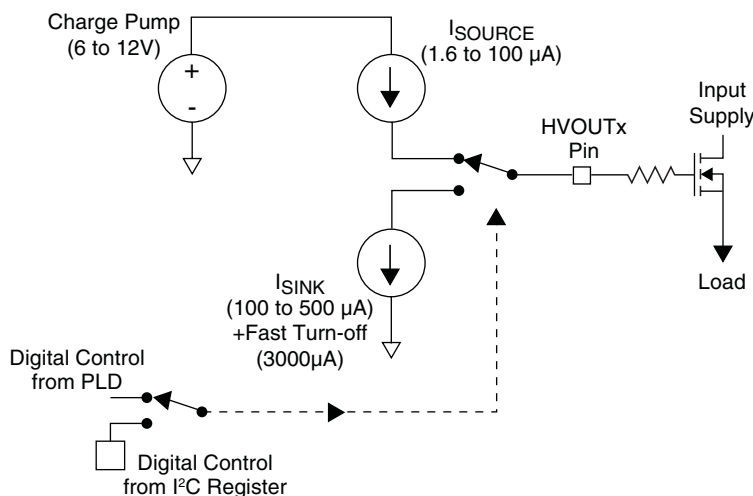 Charge Pump
(6 to 12V)
+
-
ISOURCE
(1.6 to 100 µA)
Input
Supply
HVOUTx
Pin
Load
ISINK
(100 to 500 µA)
+Fast Turn-off
(3000µA)
Digital Control
from PLD
Digital Control
from I²C Register